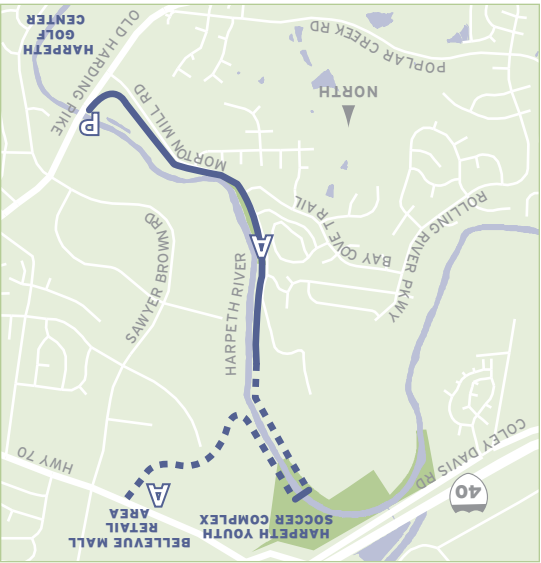 BELLEVUE MALL
RETAIL
AREA
HARPETH YOUTH
SOCCER COMPLEX
40
A
COLEY DAVIS RD
HWY 70
HARPETH RIVER
SAWYER BROWN RD
ROLLING RIVER PKWY
BAY COVE TRAIL
A
MORTON MILL RD
NORTH
P
POPLAR CREEK RD
OLD HARDING PIKE
HARPETH
GOLF
CENTER